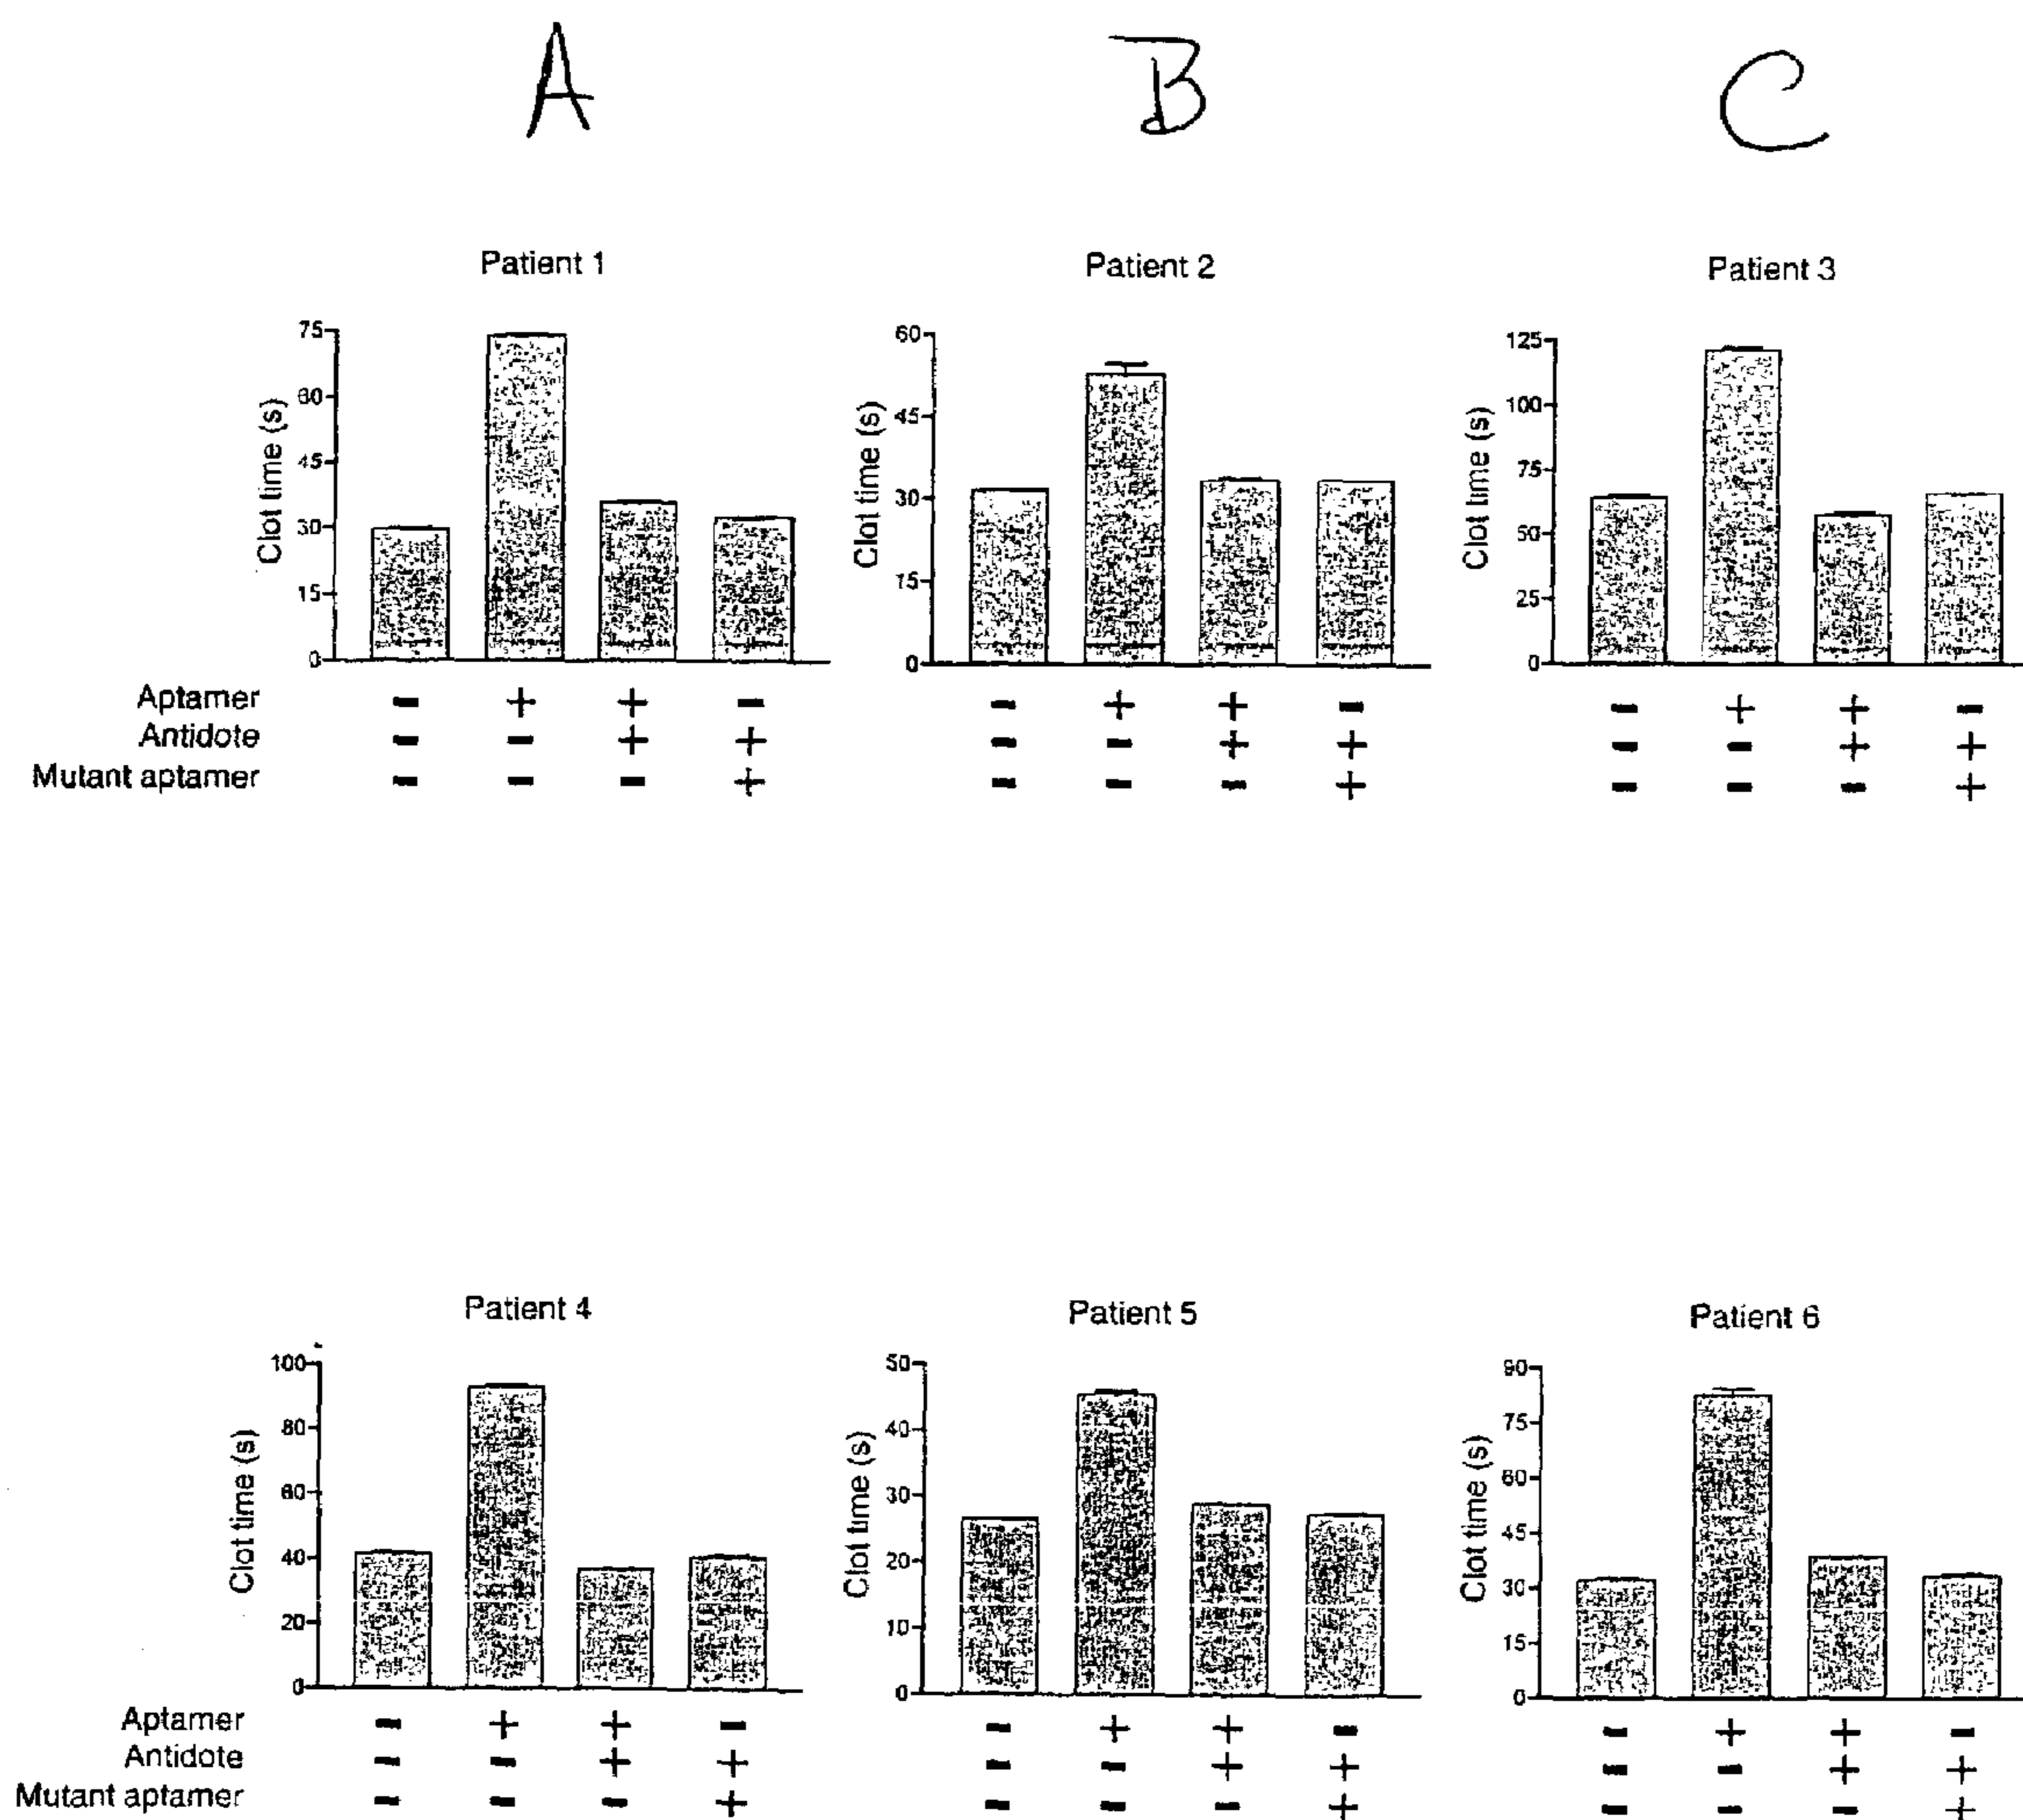 A B C
Patient 1 Patient 2 Patient 3
Clot time (s)
75
60
45
30
15
0
Clot time (s)
60
45
30
15
0
Clot time (s)
125
100
75
50
25
0
Aptamer - + + - - + + - - + + -
Antidote - - + + - - + + - - + +
Mutant aptamer - - - + - - - + - - - +
Patient 4 Patient 5 Patient 6
Clot time (s)
100
80
60
40
20
0
Clot time (s)
50
40
30
20
10
0
Clot time (s)
90
75
60
45
30
15
0
Aptamer - + + - - + + - - + + -
Antidote - - + + - - + + - - + +
Mutant aptamer - - - + - - - + - - - +